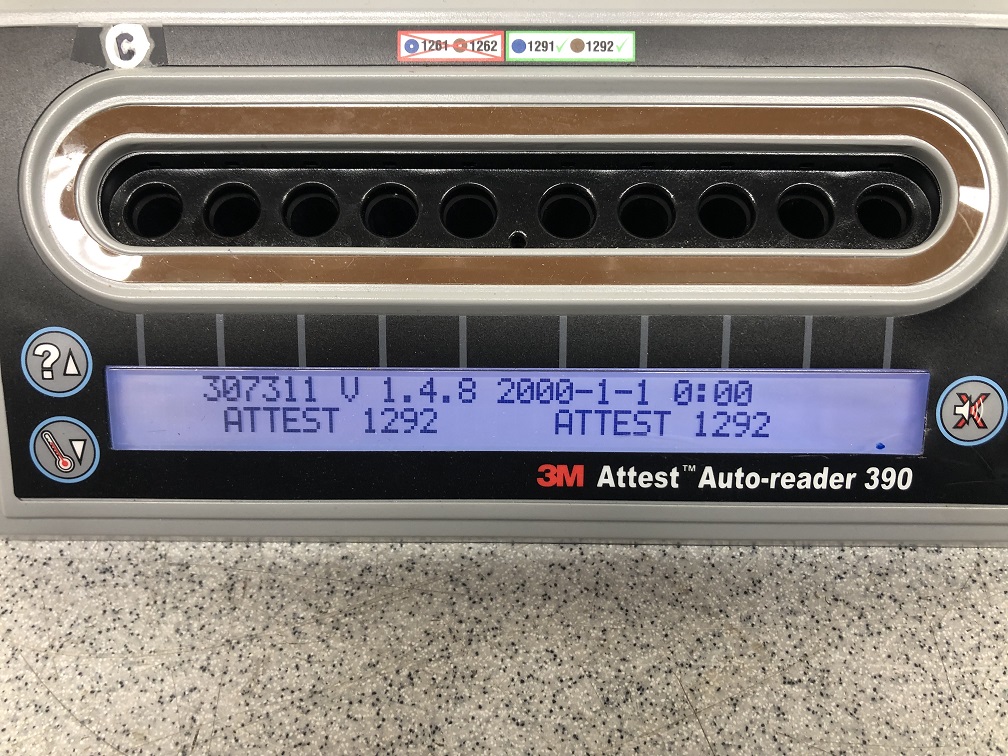 C
1261 1262 1291✓ 1292✓
?
307311 V 1.4.8 2000-1-1 0:00
ATTEST 1292 ATTEST 1292
3M Attest™ Auto-reader 390